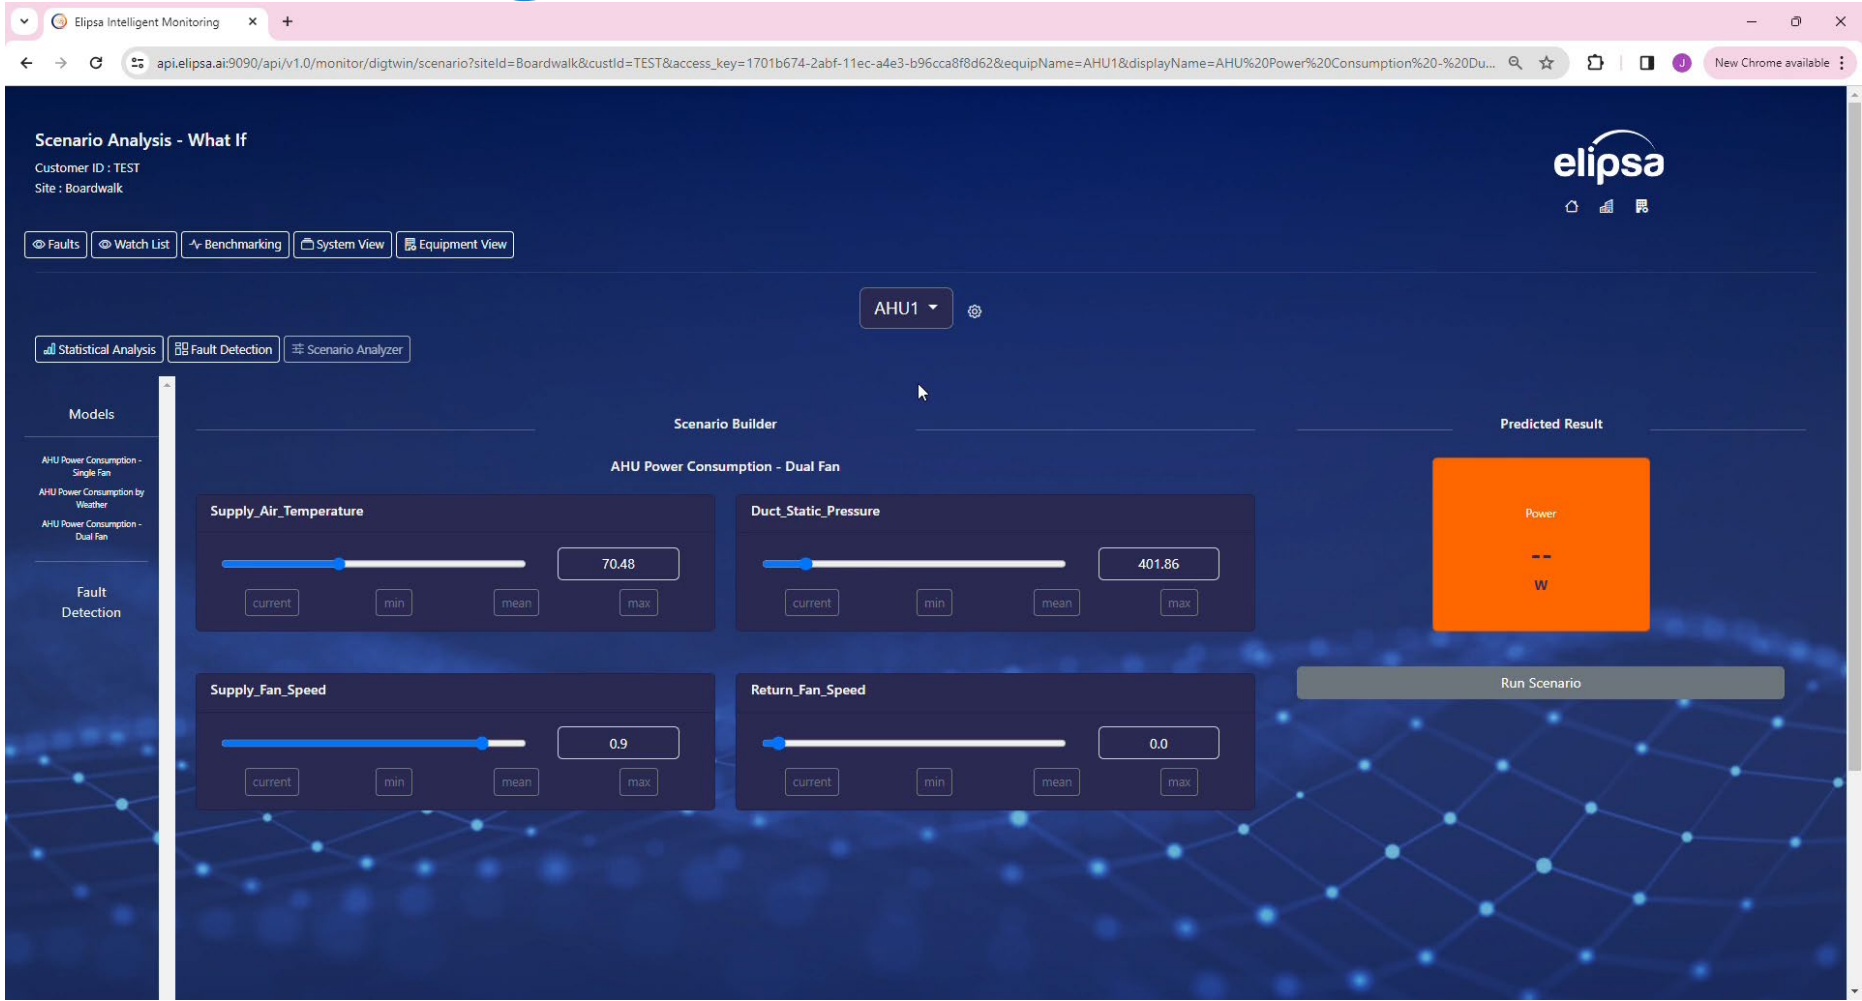 Elipsa Intelligent Monitoring
api.elipsa.ai:9090/api/v1.0/monitor/digtwin/scenario?siteId=Boardwalk&custId=TEST&access_key=1701b674-2abf-11ec-a4e3-b96cca8f8d62&equipName=AHU1&displayName=AHU%20Power%20Consumption%20-%20Du...
J
New Chrome available
Scenario Analysis - What If
Customer ID : TEST
Site : Boardwalk
elipsa
Faults
Watch List
Benchmarking
System View
Equipment View
AHU1
Statistical Analysis
Fault Detection
Scenario Analyzer
Models
AHU Power Consumption -
Single Fan
AHU Power Consumption by
Weather
AHU Power Consumption -
Dual Fan
Fault
Detection
Scenario Builder
AHU Power Consumption - Dual Fan
Supply_Air_Temperature
70.48
current min mean max
Duct_Static_Pressure
401.86
current min mean max
Supply_Fan_Speed
0.9
current min mean max
Return_Fan_Speed
0.0
current min mean max
Predicted Result
Power
--
W
Run Scenario